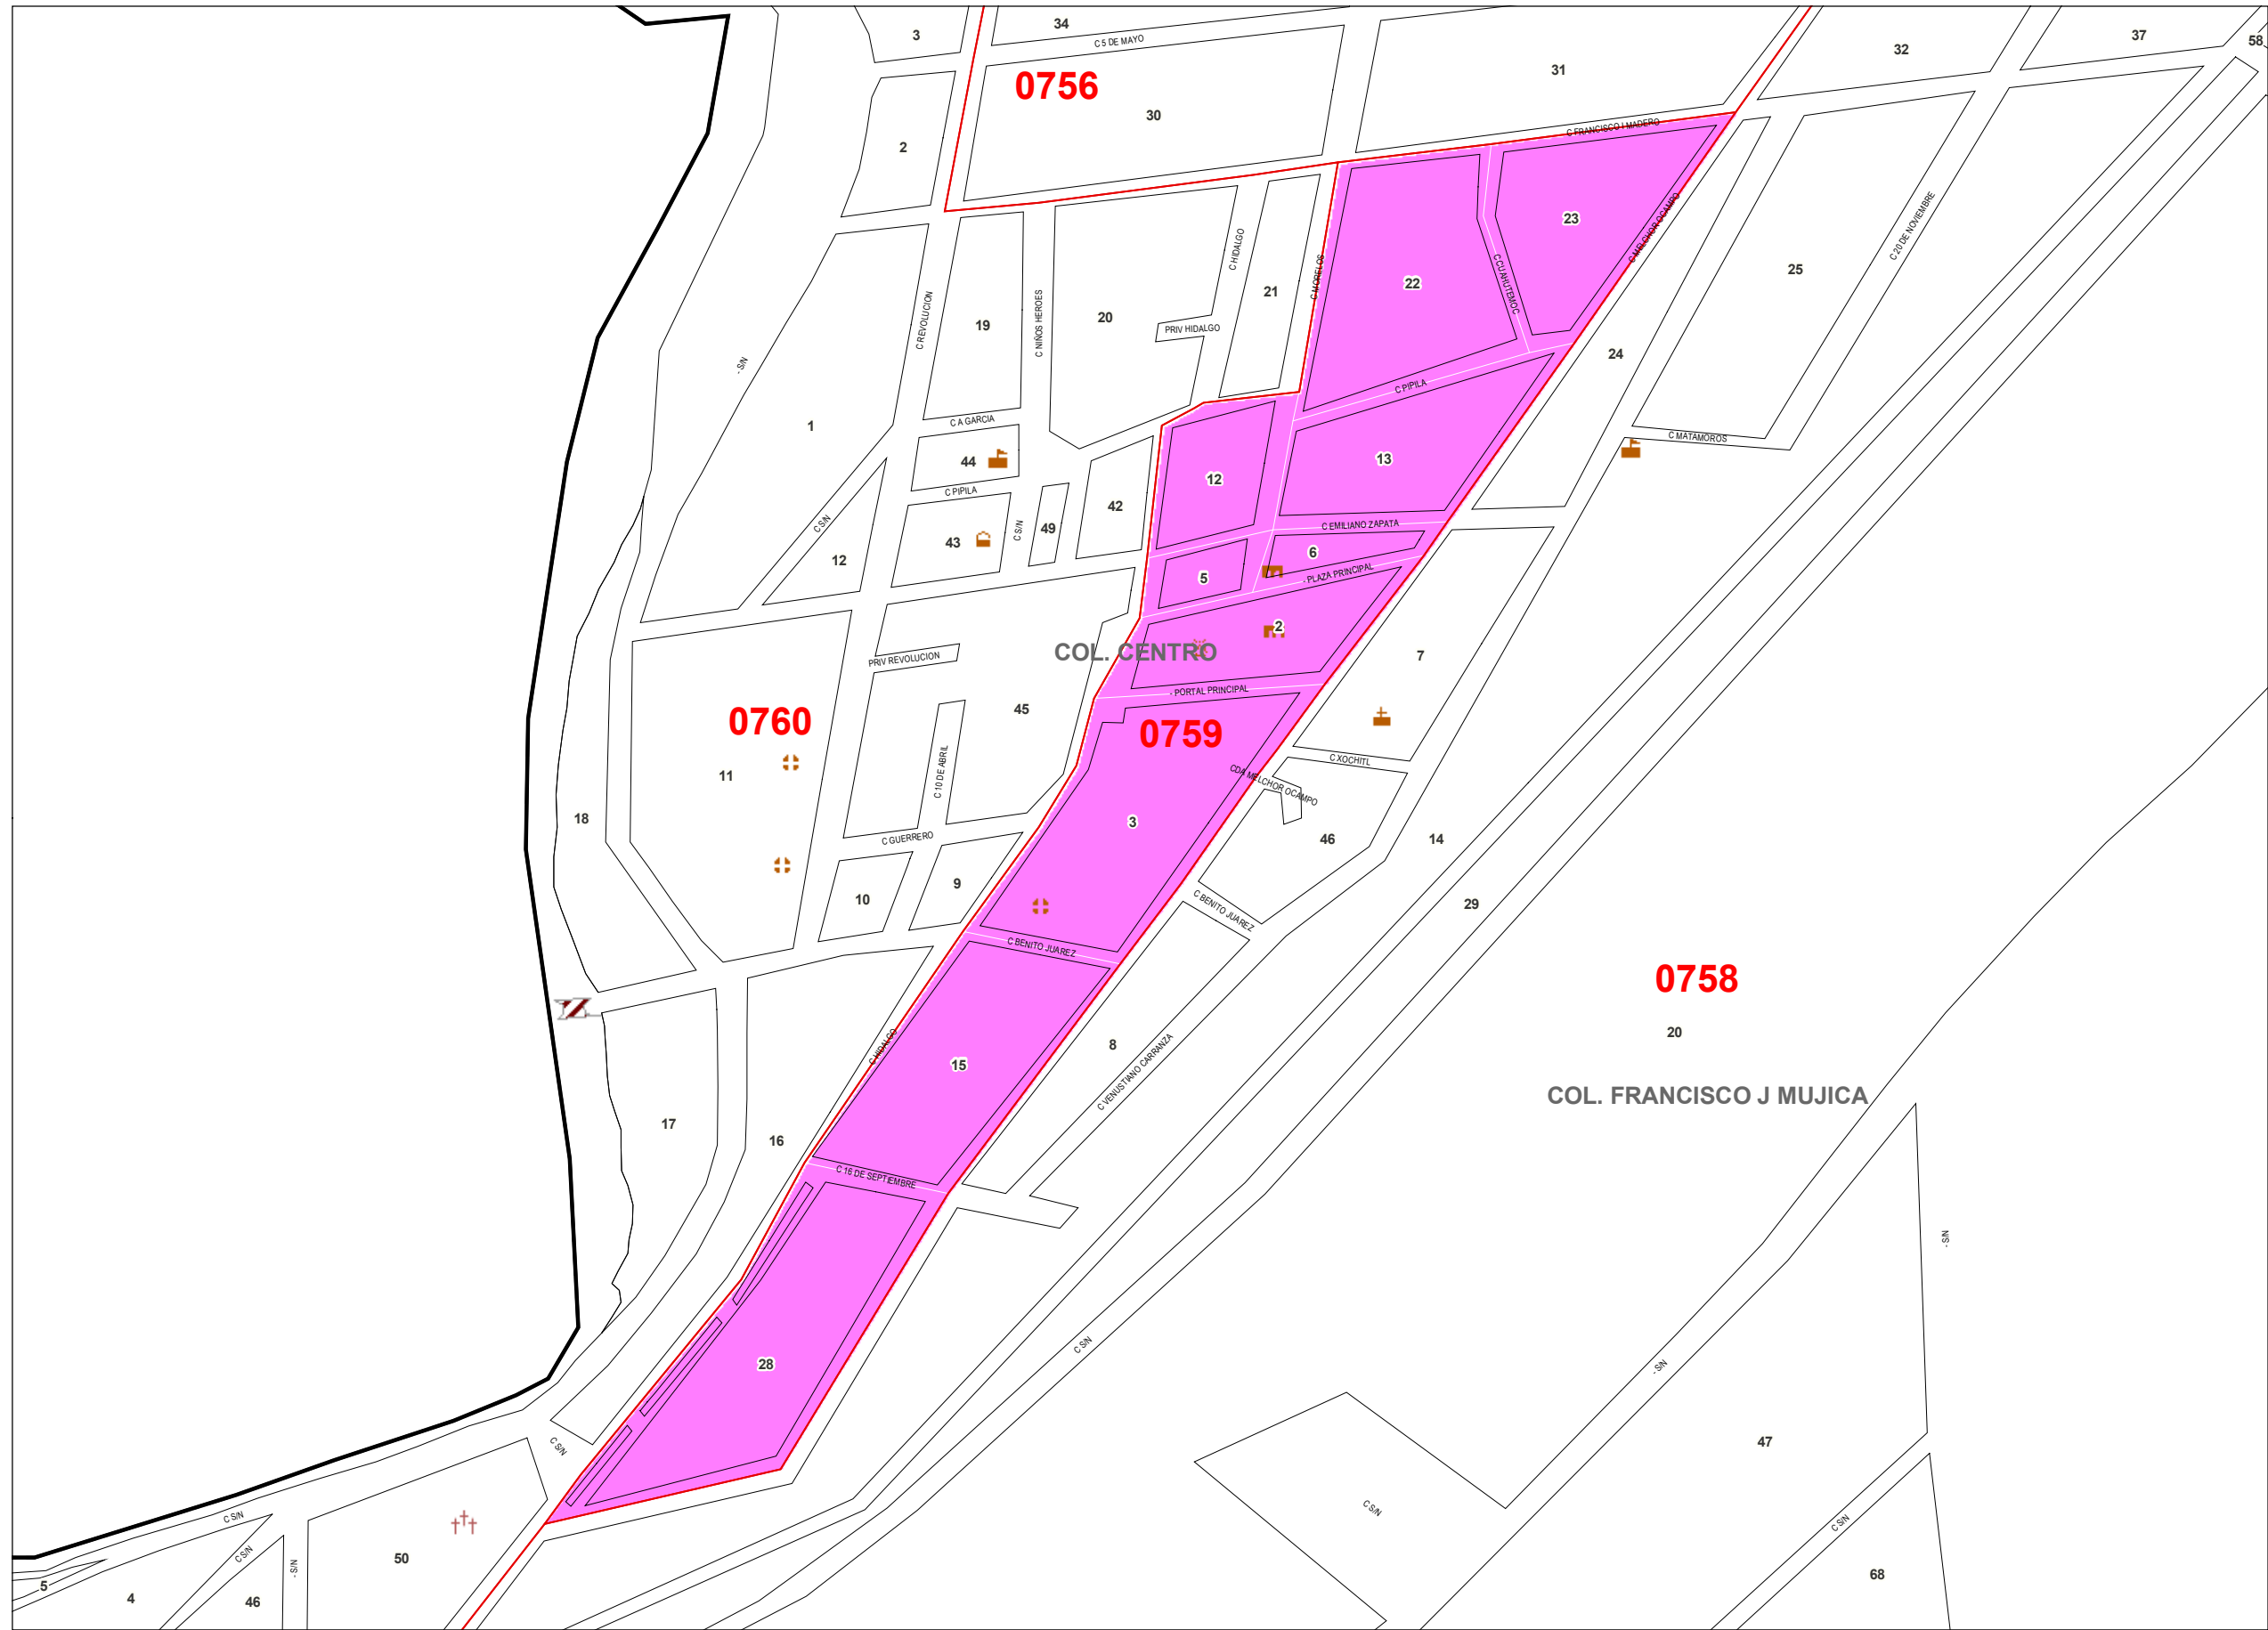 3
34
C 5 DE MAYO
32
37
58
0756
31
30
2
C FRANCISCO I MADERO
23
C MELCHOR OCAMPO
C 20 DE NOVIEMBRE
25
C REVOLUCION
19
C NIÑOS HEROES
20
C HIDALGO
21
C MORELOS
22
C CUAHUTEMOC
PRIV HIDALGO
24
- S/N
1
C A GARCIA
C PIPILA
C MATAMOROS
44
13
12
C PIPILA
42
C S/N
43
C S/N
49
C EMILIANO ZAPATA
12
6
5
- PLAZA PRINCIPAL
2
COL. CENTRO
PRIV REVOLUCION
7
- PORTAL PRINCIPAL
45
0760
0759
C XOCHITL
CDA MELCHOR OCAMPO
11
C 10 DE ABRIL
18
3
C GUERRERO
46
14
9
10
29
C BENITO JUAREZ
C BENITO JUAREZ
0758
20
C HIDALGO
15
8
C VENUSTIANO CARRANZA
COL. FRANCISCO J MUJICA
17
16
C 16 DE SEPTIEMBRE
- S/N
C S/N
28
- S/N
C S/N
47
C S/N
C S/N
C S/N
C S/N
- S/N
50
5
4
46
68